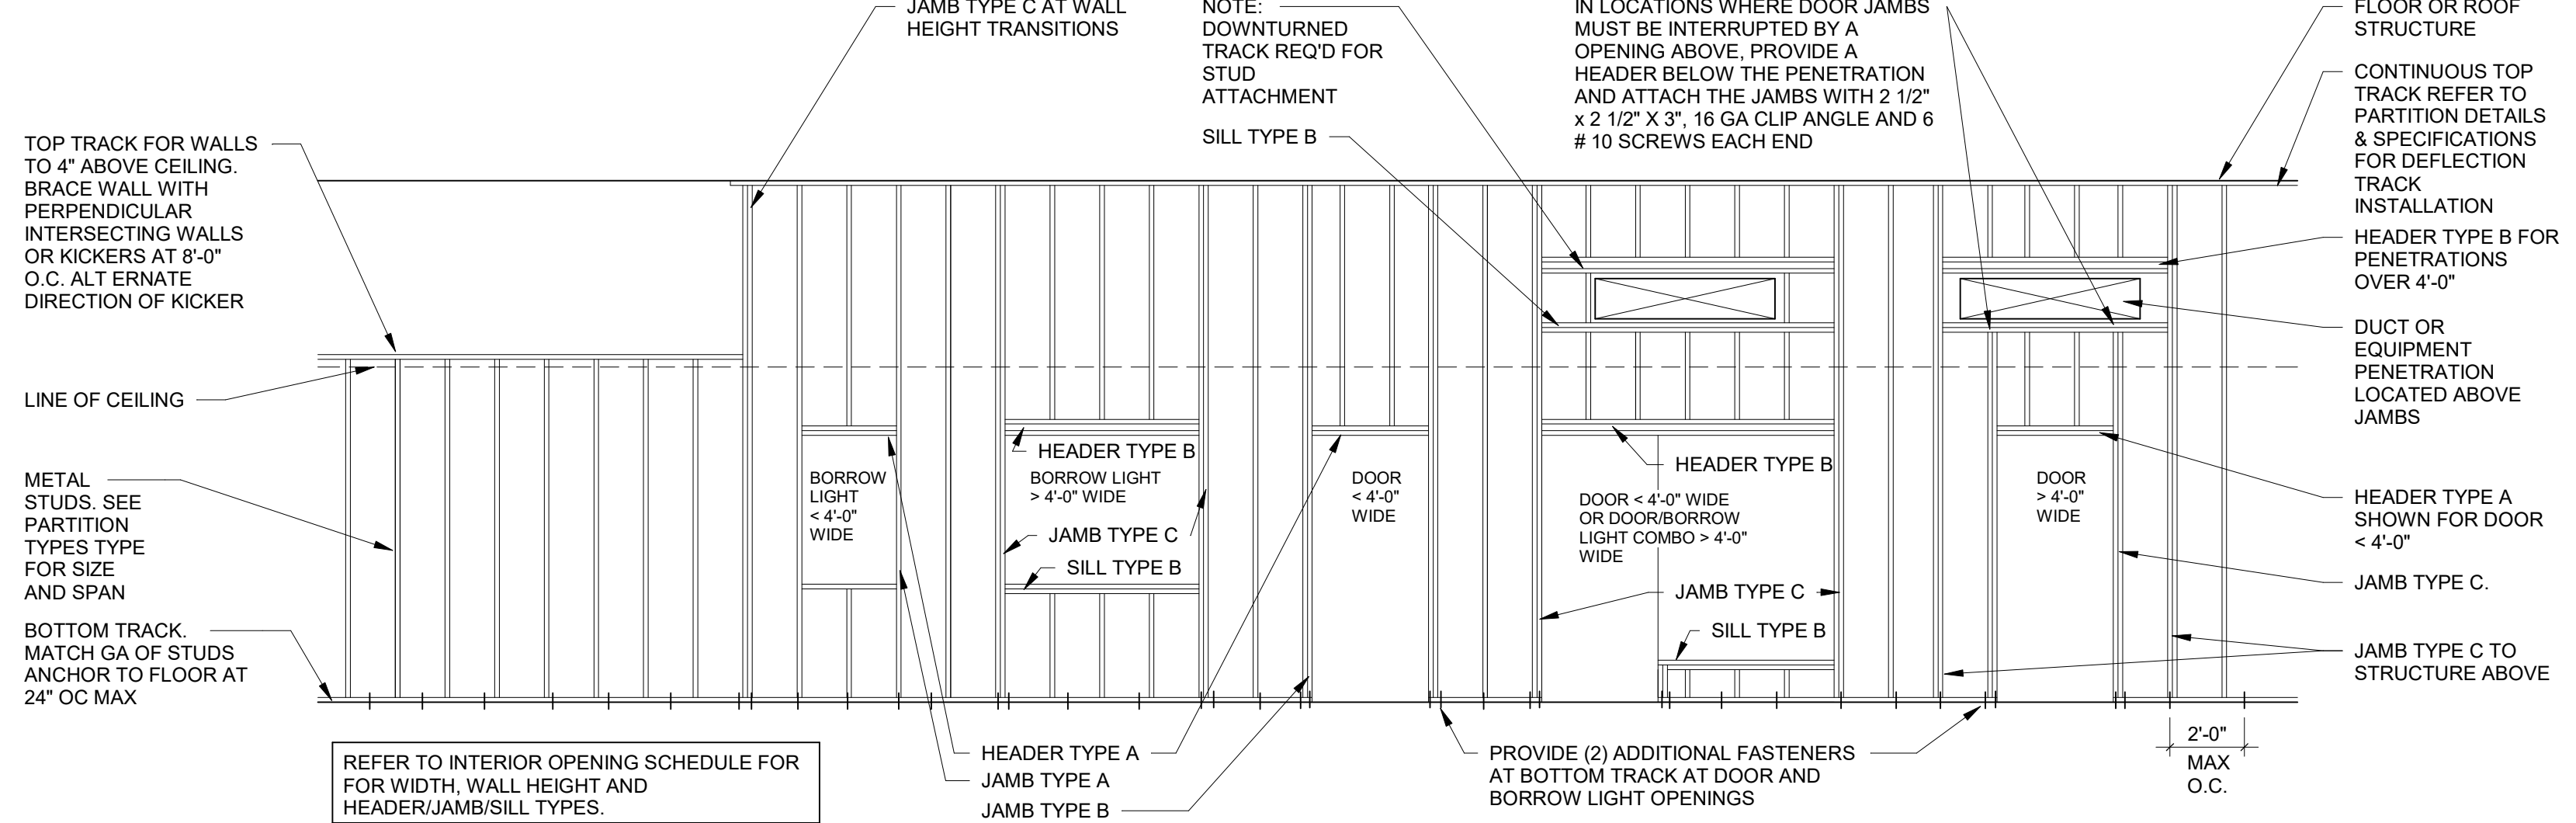 JAMB TYPE C AT WALL
HEIGHT TRANSITIONS
NOTE:
DOWNTURNED
TRACK REQ'D FOR
STUD
ATTACHMENT
SILL TYPE B
IN LOCATIONS WHERE DOOR JAMBS
MUST BE INTERRUPTED BY A
OPENING ABOVE, PROVIDE A
HEADER BELOW THE PENETRATION
AND ATTACH THE JAMBS WITH 2 1/2"
x 2 1/2" X 3", 16 GA CLIP ANGLE AND 6
# 10 SCREWS EACH END
FLOOR OR ROOF
STRUCTURE
CONTINUOUS TOP
TRACK REFER TO
PARTITION DETAILS
& SPECIFICATIONS
FOR DEFLECTION
TRACK
INSTALLATION
HEADER TYPE B FOR
PENETRATIONS
OVER 4'-0"
DUCT OR
EQUIPMENT
PENETRATION
LOCATED ABOVE
JAMBS
HEADER TYPE A
SHOWN FOR DOOR
< 4'-0"
JAMB TYPE C.
JAMB TYPE C TO
STRUCTURE ABOVE
TOP TRACK FOR WALLS
TO 4" ABOVE CEILING.
BRACE WALL WITH
PERPENDICULAR
INTERSECTING WALLS
OR KICKERS AT 8'-0"
O.C. ALT ERNATE
DIRECTION OF KICKER
LINE OF CEILING
METAL
STUDS. SEE
PARTITION
TYPES TYPE
FOR SIZE
AND SPAN
BOTTOM TRACK.
MATCH GA OF STUDS
ANCHOR TO FLOOR AT
24" OC MAX
BORROW
LIGHT
< 4'-0"
WIDE
HEADER TYPE B
BORROW LIGHT
> 4'-0" WIDE
JAMB TYPE C
SILL TYPE B
DOOR
< 4'-0"
WIDE
HEADER TYPE B
DOOR < 4'-0" WIDE
OR DOOR/BORROW
LIGHT COMBO > 4'-0"
WIDE
JAMB TYPE C
SILL TYPE B
DOOR
> 4'-0"
WIDE
REFER TO INTERIOR OPENING SCHEDULE FOR
FOR WIDTH, WALL HEIGHT AND
HEADER/JAMB/SILL TYPES.
HEADER TYPE A
JAMB TYPE A
JAMB TYPE B
PROVIDE (2) ADDITIONAL FASTENERS
AT BOTTOM TRACK AT DOOR AND
BORROW LIGHT OPENINGS
2'-0"
MAX
O.C.